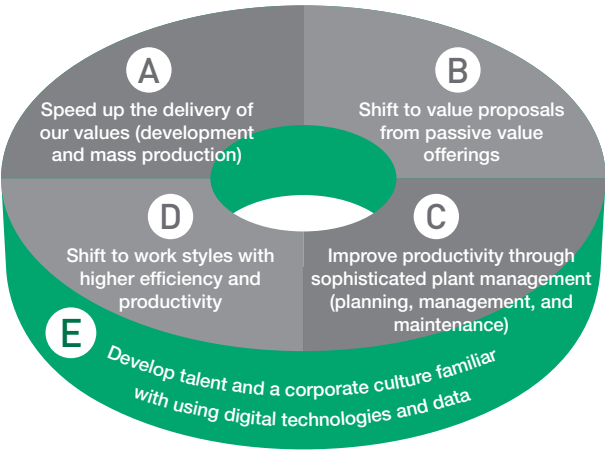 A
Speed up the delivery of
our values (development
and mass production)
B
Shift to value proposals
from passive value
offerings
D
Shift to work styles with
higher efficiency and
productivity
C
Improve productivity through
sophisticated plant management
(planning, management, and
maintenance)
E
Develop talent and a corporate culture familiar
with using digital technologies and data